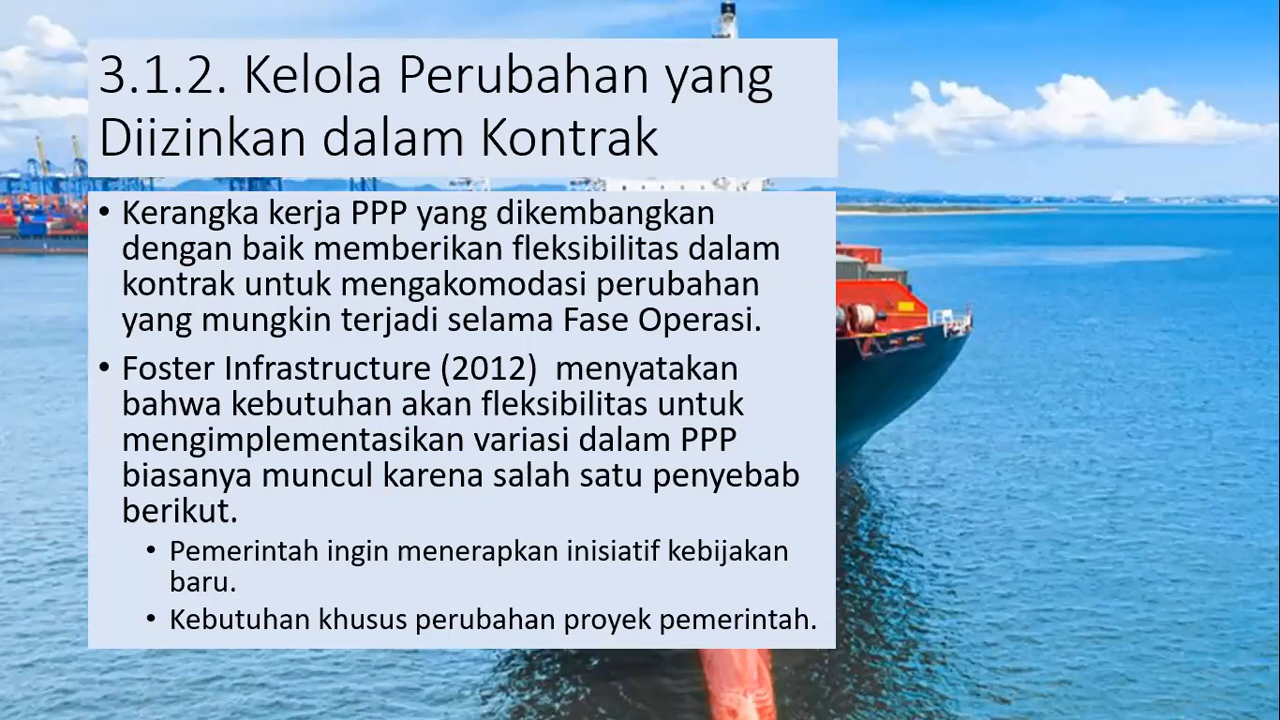 3.1.2. Kelola Perubahan yang
Diizinkan dalam Kontrak
• Kerangka kerja PPP yang dikembangkan
dengan baik memberikan fleksibilitas dalam
kontrak untuk mengakomodasi perubahan
yang mungkin terjadi selama Fase Operasi.
• Foster Infrastructure (2012)  menyatakan
bahwa kebutuhan akan fleksibilitas untuk
mengimplementasikan variasi dalam PPP
biasanya muncul karena salah satu penyebab
berikut.
• Pemerintah ingin menerapkan inisiatif kebijakan
baru.
• Kebutuhan khusus perubahan proyek pemerintah.